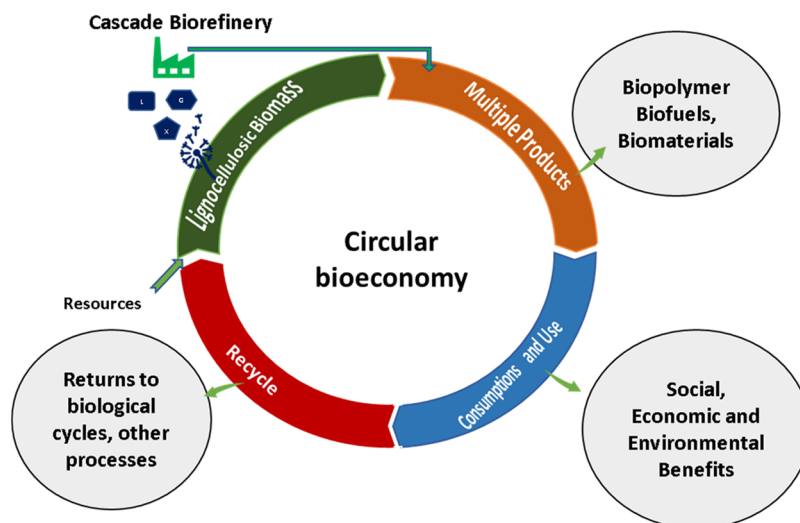 Cascade Biorefinery
L
G
X
Lignocellulosic Biomass
Multiple Products
Biopolymer
Biofuels,
Biomaterials
Circular
bioeconomy
Resources
Recycle
Consumptions and Use
Returns to
biological
cycles, other
processes
Social,
Economic and
Environmental
Benefits